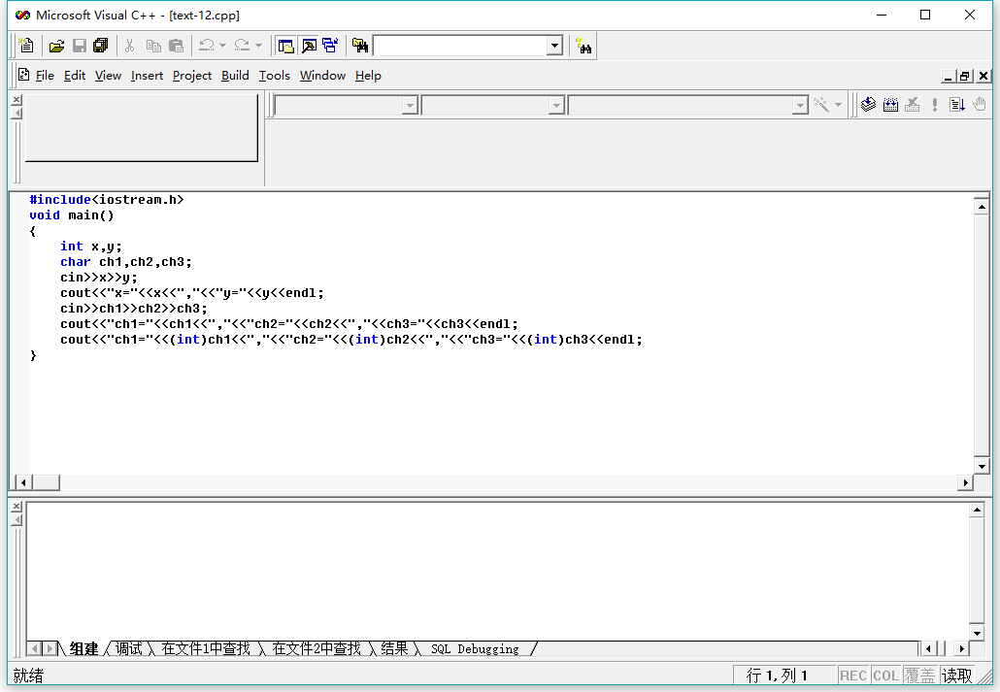 Microsoft Visual C++ - [text-12.cpp]
File Edit View Insert Project Build Tools Window Help
#include<iostream.h>
void main()
{
    int x,y;
    char ch1,ch2,ch3;
    cin>>x>>y;
    cout<<"x="<<x<<","<<"y="<<y<<endl;
    cin>>ch1>>ch2>>ch3;
    cout<<"ch1="<<ch1<<","<<"ch2="<<ch2<<","<<ch3="<<ch3<<endl;
    cout<<"ch1="<<(int)ch1<<","<<"ch2="<<(int)ch2<<","<<"ch3="<<(int)ch3<<endl;
}
组建 调试 在文件1中查找 在文件2中查找 结果 SQL Debugging
就绪 行 1, 列 1 REC COL 覆盖 读取